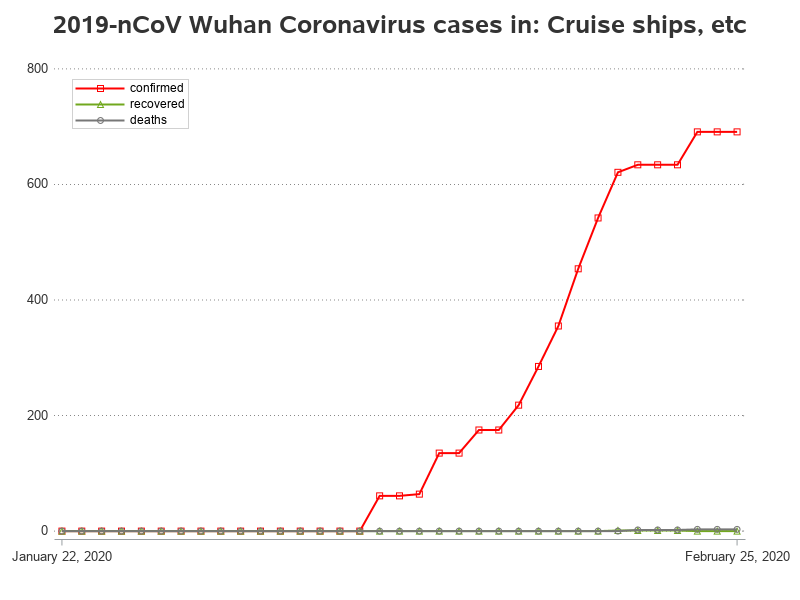 2019-nCoV Wuhan Coronavirus cases in: Cruise ships, etc
800
confirmed
recovered
deaths
600
400
200
0
January 22, 2020
February 25, 2020